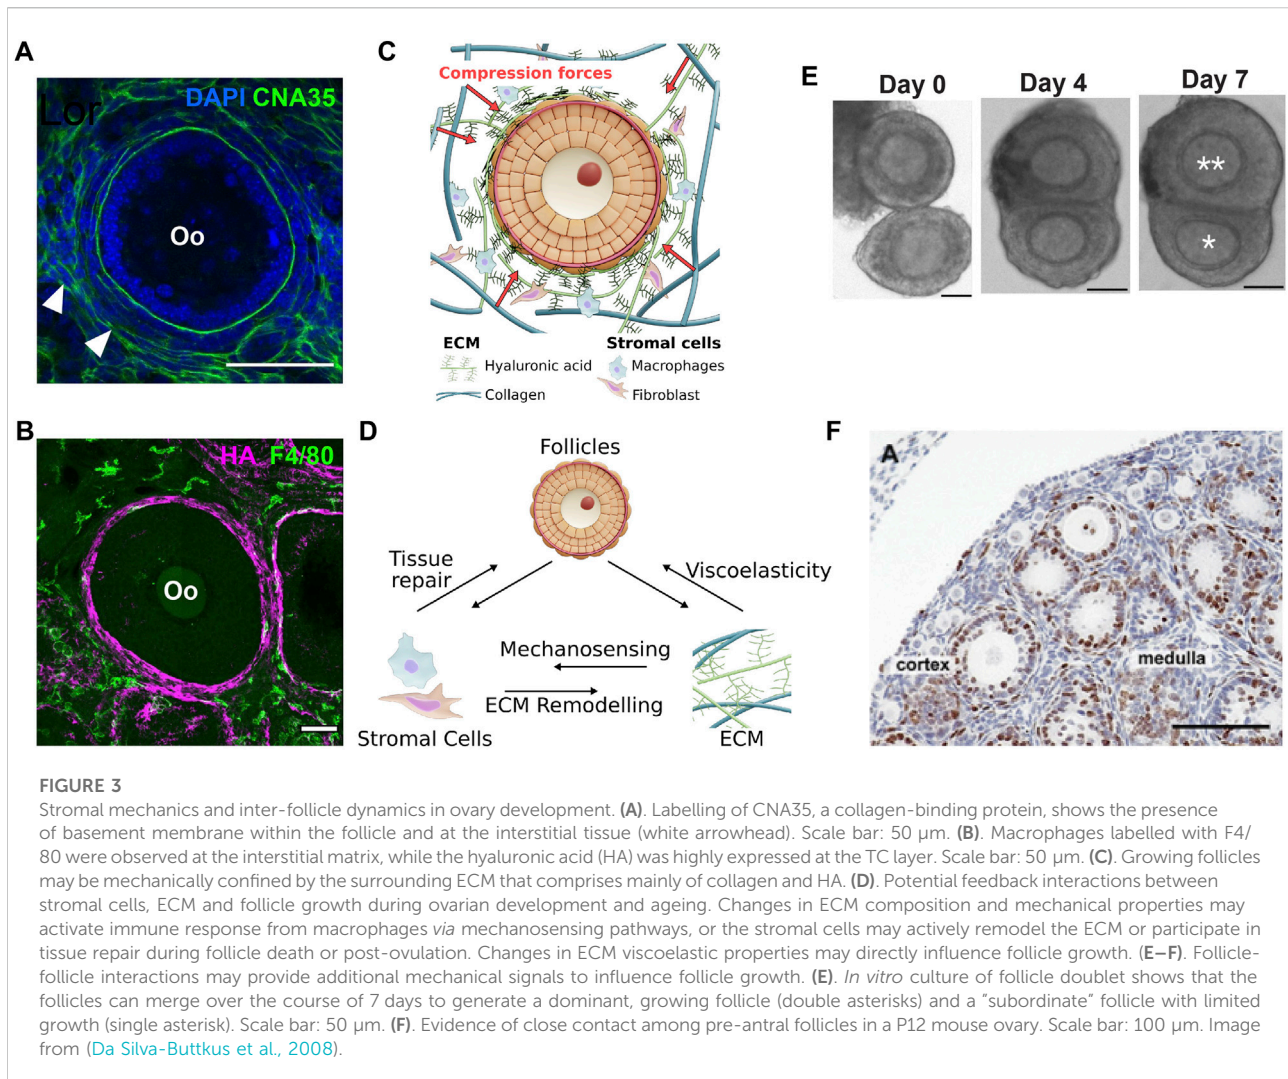 A
Lor
DAPI CNA35
Oo
B
HA F4/80
Oo
C
Compression forces
ECM
Stromal cells
Hyaluronic acid
Macrophages
Collagen
Fibroblast
D
Follicles
Tissue
repair
Viscoelasticity
Mechanosensing
ECM Remodelling
Stromal Cells
ECM
E
Day 0
Day 4
Day 7
**
*
F
A
cortex
medulla
FIGURE 3
Stromal mechanics and inter-follicle dynamics in ovary development. (A). Labelling of CNA35, a collagen-binding protein, shows the presence
of basement membrane within the follicle and at the interstitial tissue (white arrowhead). Scale bar: 50 µm. (B). Macrophages labelled with F4/
80 were observed at the interstitial matrix, while the hyaluronic acid (HA) was highly expressed at the TC layer. Scale bar: 50 µm. (C). Growing follicles
may be mechanically confined by the surrounding ECM that comprises mainly of collagen and HA. (D). Potential feedback interactions between
stromal cells, ECM and follicle growth during ovarian development and ageing. Changes in ECM composition and mechanical properties may
activate immune response from macrophages via mechanosensing pathways, or the stromal cells may actively remodel the ECM or participate in
tissue repair during follicle death or post-ovulation. Changes in ECM viscoelastic properties may directly influence follicle growth. (E–F). Follicle-
follicle interactions may provide additional mechanical signals to influence follicle growth. (E). In vitro culture of follicle doublet shows that the
follicles can merge over the course of 7 days to generate a dominant, growing follicle (double asterisks) and a "subordinate" follicle with limited
growth (single asterisk). Scale bar: 50 µm. (F). Evidence of close contact among pre-antral follicles in a P12 mouse ovary. Scale bar: 100 µm. Image
from (Da Silva-Buttkus et al., 2008).